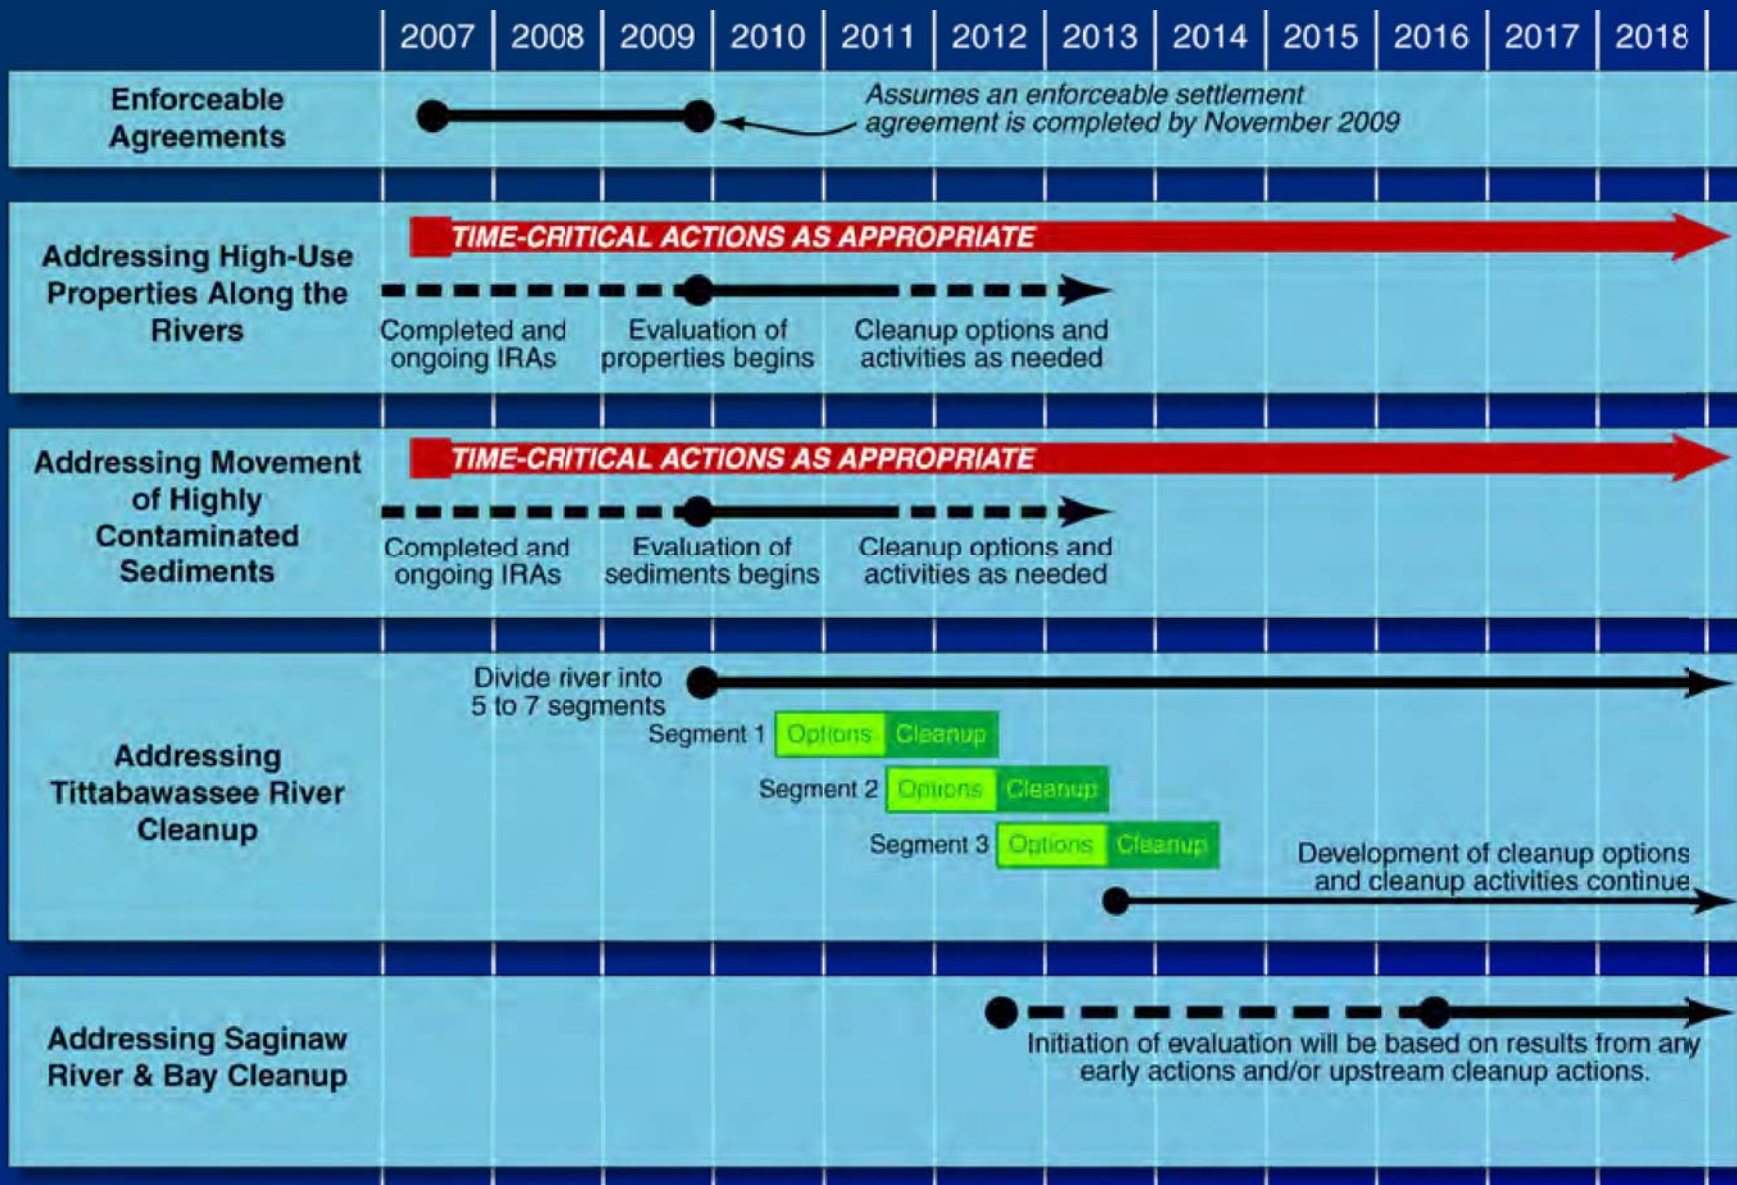 2007 2008 2009 2010 2011 2012 2013 2014 2015 2016 2017 2018
Enforceable
Agreements
Assumes an enforceable settlement
agreement is completed by November 2009
Addressing High-Use
Properties Along the
Rivers
TIME-CRITICAL ACTIONS AS APPROPRIATE
Completed and
ongoing IRAs
Evaluation of
properties begins
Cleanup options and
activities as needed
Addressing Movement
of Highly
Contaminated
Sediments
TIME-CRITICAL ACTIONS AS APPROPRIATE
Completed and
ongoing IRAs
Evaluation of
sediments begins
Cleanup options and
activities as needed
Addressing
Tittabawassee River
Cleanup
Divide river into
5 to 7 segments
Segment 1 Options Cleanup
Segment 2 Options Cleanup
Segment 3 Options Cleanup
Development of cleanup options
and cleanup activities continue
Addressing Saginaw
River & Bay Cleanup
Initiation of evaluation will be based on results from any
early actions and/or upstream cleanup actions.